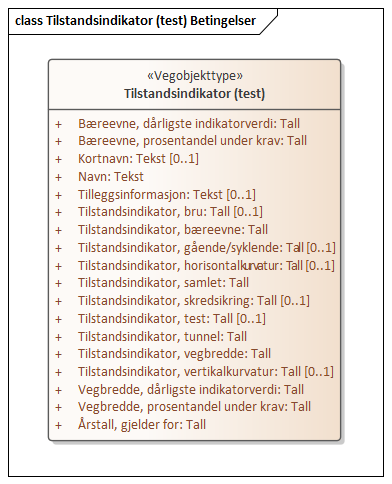 class Tilstandsindikator (test) Betingelser
«Vegobjekttype»
Tilstandsindikator (test)
+ Bæreevne, dårligste indikatorverdi: Tall
+ Bæreevne, prosentandel under krav: Tall
+ Kortnavn: Tekst [0..1]
+ Navn: Tekst
+ Tilleggsinformasjon: Tekst [0..1]
+ Tilstandsindikator, bru: Tall [0..1]
+ Tilstandsindikator, bæreevne: Tall
+ Tilstandsindikator, gående/syklende: Tall [0..1]
+ Tilstandsindikator, horisontalkurvatur: Tall [0..1]
+ Tilstandsindikator, samlet: Tall
+ Tilstandsindikator, skredsikring: Tall [0..1]
+ Tilstandsindikator, test: Tall [0..1]
+ Tilstandsindikator, tunnel: Tall
+ Tilstandsindikator, vegbredde: Tall
+ Tilstandsindikator, vertikalkurvatur: Tall [0..1]
+ Vegbredde, dårligste indikatorverdi: Tall
+ Vegbredde, prosentandel under krav: Tall
+ Årstall, gjelder for: Tall